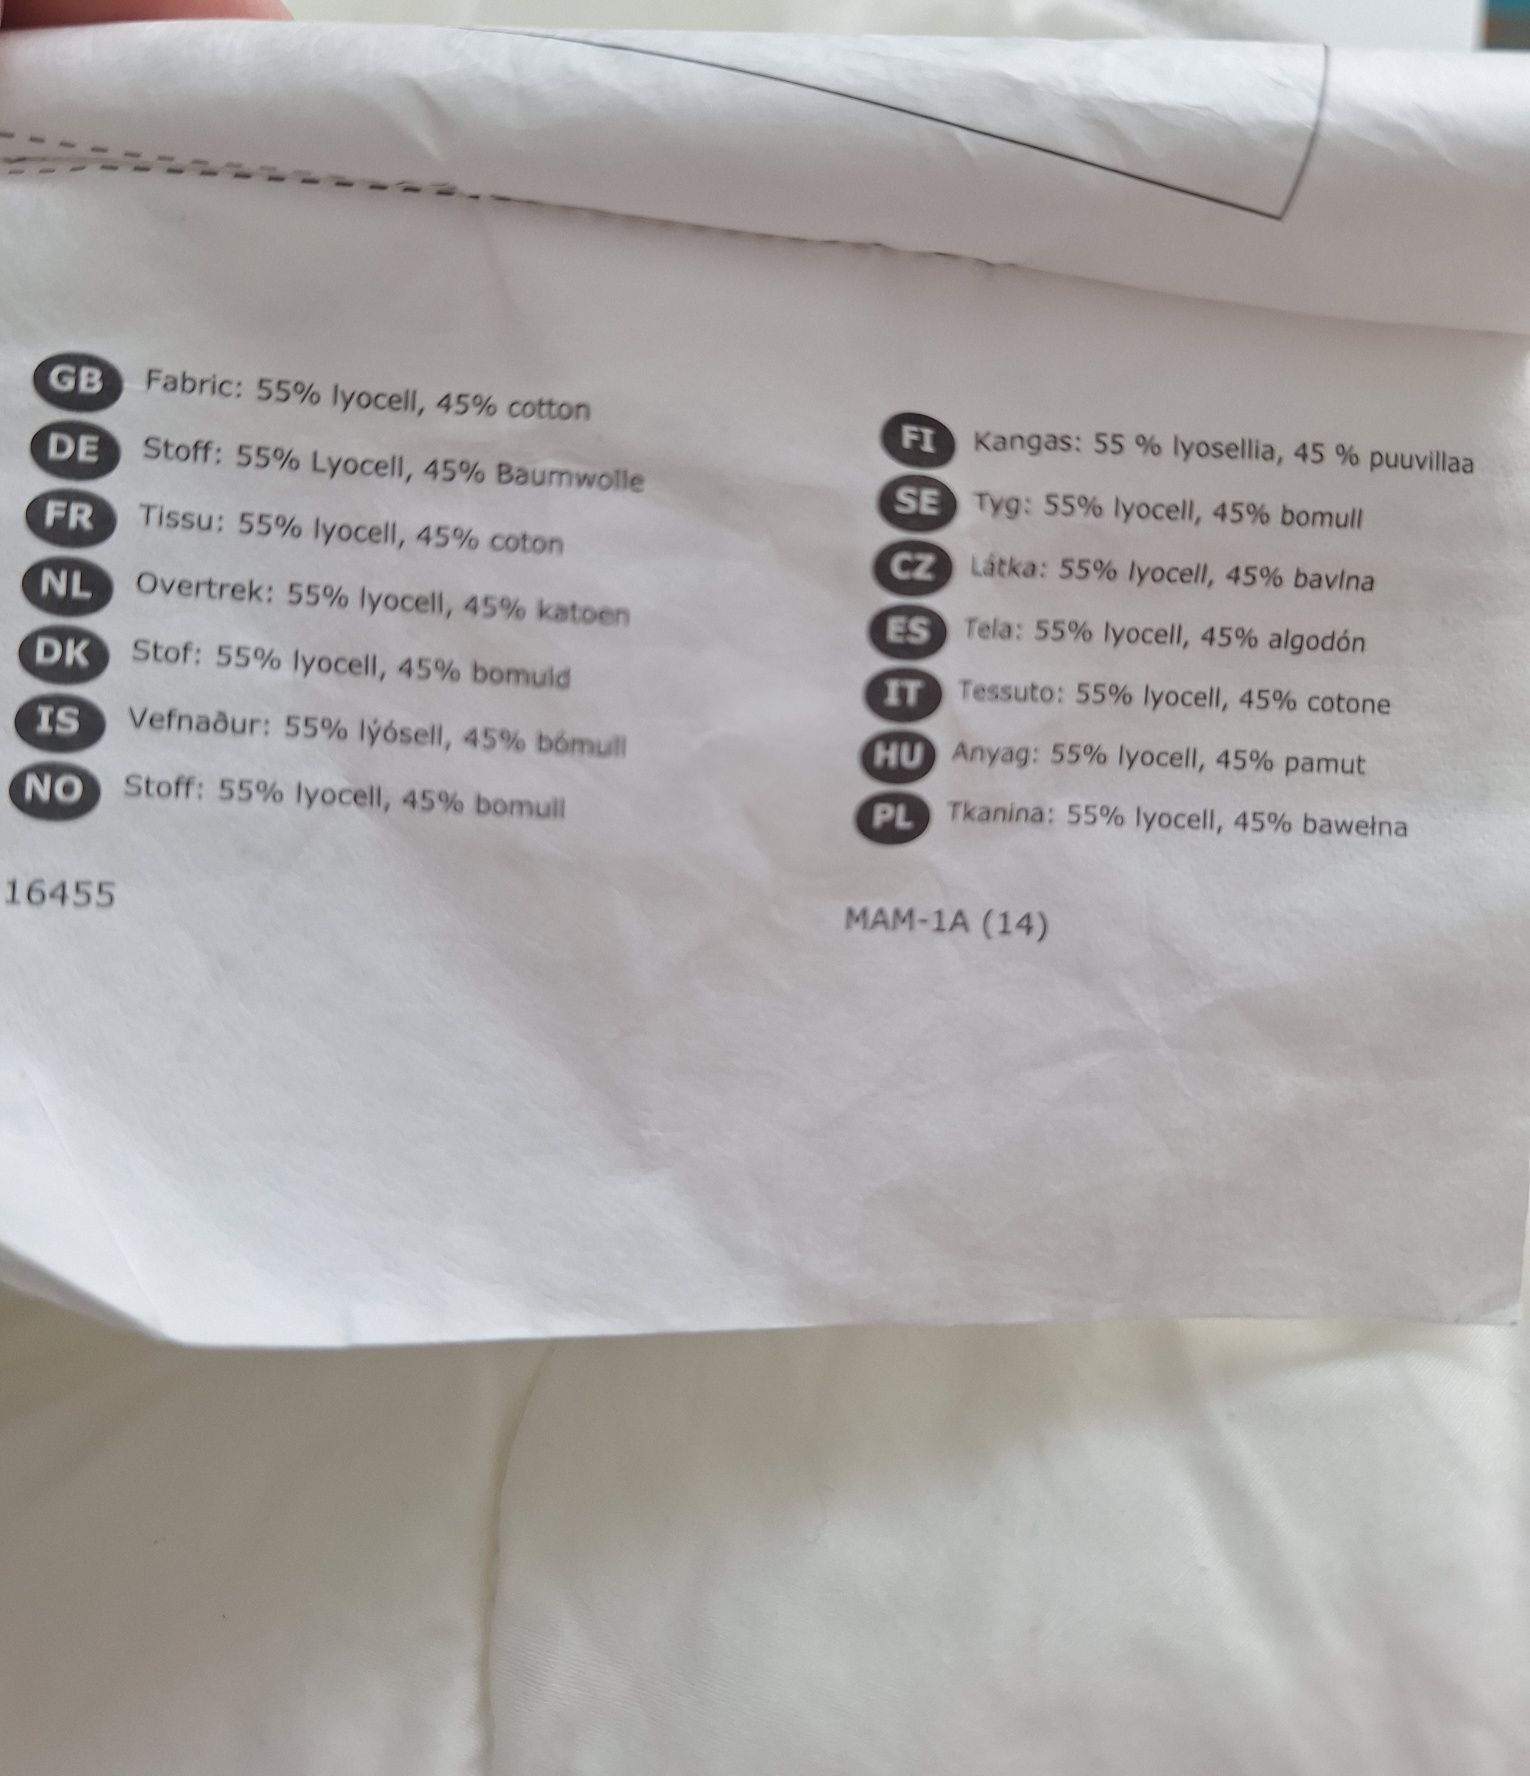 GB Fabric: 55% lyocell, 45% cotton
DE Stoff: 55% Lyocell, 45% Baumwolle
FR Tissu: 55% lyocell, 45% coton
NL Overtrek: 55% lyocell, 45% katoen
DK Stof: 55% lyocell, 45% bomuld
IS Vefnaður: 55% lýósell, 45% bómull
NO Stoff: 55% lyocell, 45% bomull
16455
FI Kangas: 55 % lyosellia, 45 % puuvillaa
SE Tyg: 55% lyocell, 45% bomull
CZ Látka: 55% lyocell, 45% bavlna
ES Tela: 55% lyocell, 45% algodón
IT Tessuto: 55% lyocell, 45% cotone
HU Anyag: 55% lyocell, 45% pamut
PL Tkanina: 55% lyocell, 45% bawełna
MAM-1A (14)